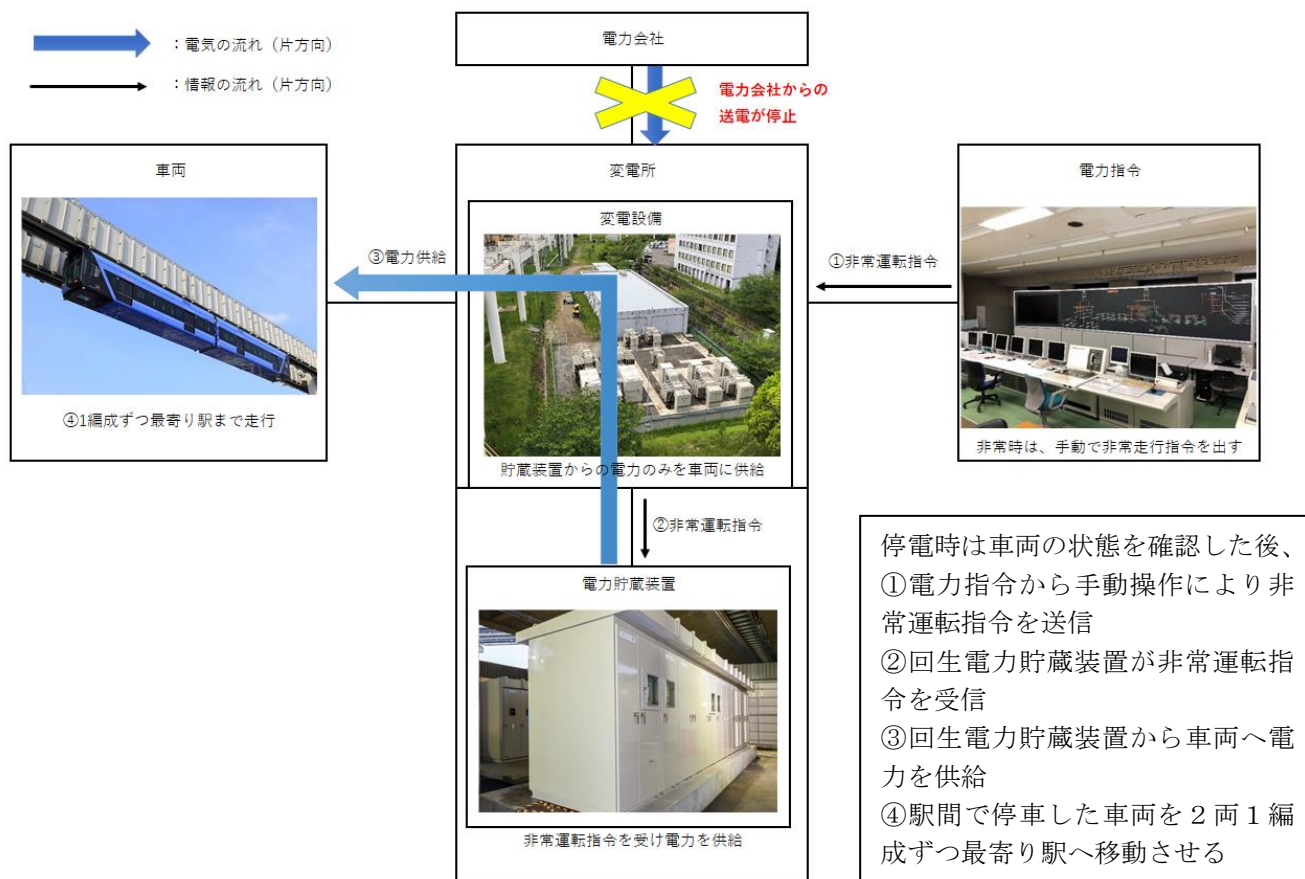 ：電気の流れ（片方向）
：情報の流れ（片方向）
電力会社
電力会社からの
送電が停止
車両
③電力供給
④1編成ずつ最寄り駅まで走行
変電所
変電設備
貯蔵装置からの電力のみを車両に供給
①非常運転指令
電力指令
非常時は、手動で非常走行指令を出す
②非常運転指令
電力貯蔵装置
非常運転指令を受け電力を供給
停電時は車両の状態を確認した後、
①電力指令から手動操作により非
常運転指令を送信
②回生電力貯蔵装置が非常運転指
令を受信
③回生電力貯蔵装置から車両へ電
力を供給
④駅間で停車した車両を２両１編
成ずつ最寄り駅へ移動させる